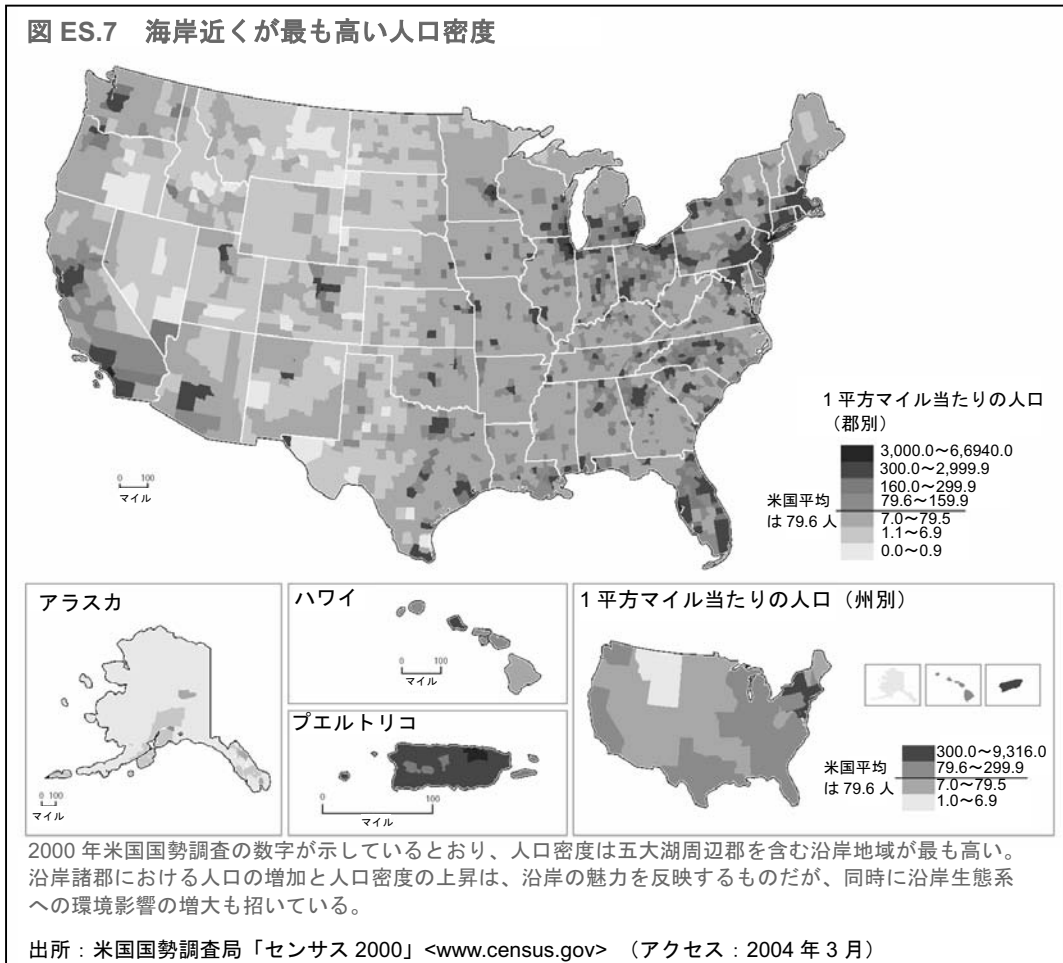 図 ES.7 海岸近くが最も高い人口密度
0 100
マイル
1 平方マイル当たりの人口
（郡別）
3,000.0～6,6940.0
300.0～2,999.9
160.0～299.9
79.6～159.9
米国平均
は 79.6 人
7.0～79.5
1.1～6.9
0.0～0.9
アラスカ
0 100
マイル
ハワイ
0 100
マイル
プエルトリコ
0 100
マイル
1 平方マイル当たりの人口（州別）
300.0～9,316.0
79.6～299.9
米国平均
は 79.6 人
7.0～79.5
1.0～6.9
2000 年米国国勢調査の数字が示しているとおり、人口密度は五大湖周辺郡を含む沿岸地域が最も高い。
沿岸諸郡における人口の増加と人口密度の上昇は、沿岸の魅力を反映するものだが、同時に沿岸生態系
への環境影響の増大も招いている。
出所：米国国勢調査局「センサス 2000」<www.census.gov> （アクセス：2004 年 3 月）